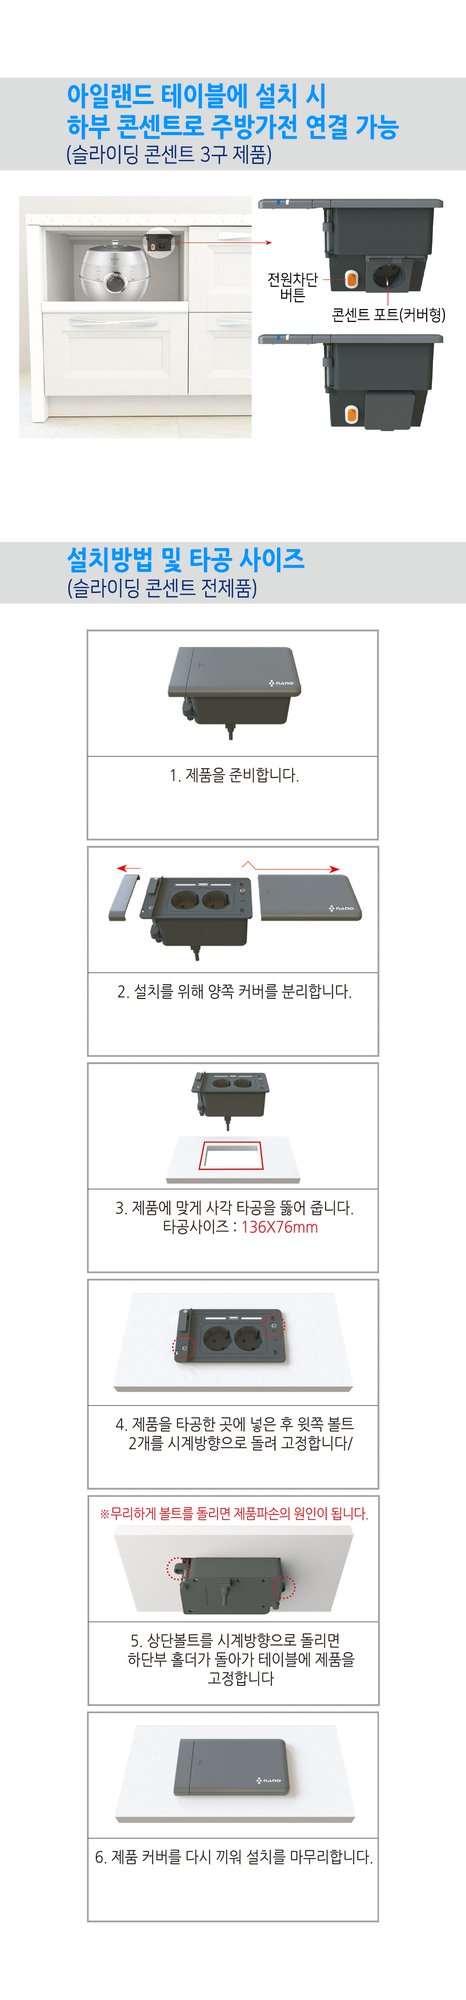 아일랜드 테이블에 설치 시
하부 콘센트로 주방가전 연결 가능
(슬라이딩 콘센트 3구 제품)
전원차단
버튼
콘센트 포트(커버형)
설치방법 및 타공 사이즈
(슬라이딩 콘센트 전제품)
nano
1. 제품을 준비합니다.
nano
2. 설치를 위해 양쪽 커버를 분리합니다.
3. 제품에 맞게 사각 타공을 뚫어 줍니다.
타공사이즈 : 136X76mm
4. 제품을 타공한 곳에 넣은 후 윗쪽 볼트
2개를 시계방향으로 돌려 고정합니다/
※무리하게 볼트를 돌리면 제품파손의 원인이 됩니다.
5. 상단볼트를 시계방향으로 돌리면
하단부 홀더가 돌아가 테이블에 제품을
고정합니다
nano
6. 제품 커버를 다시 끼워 설치를 마무리합니다.